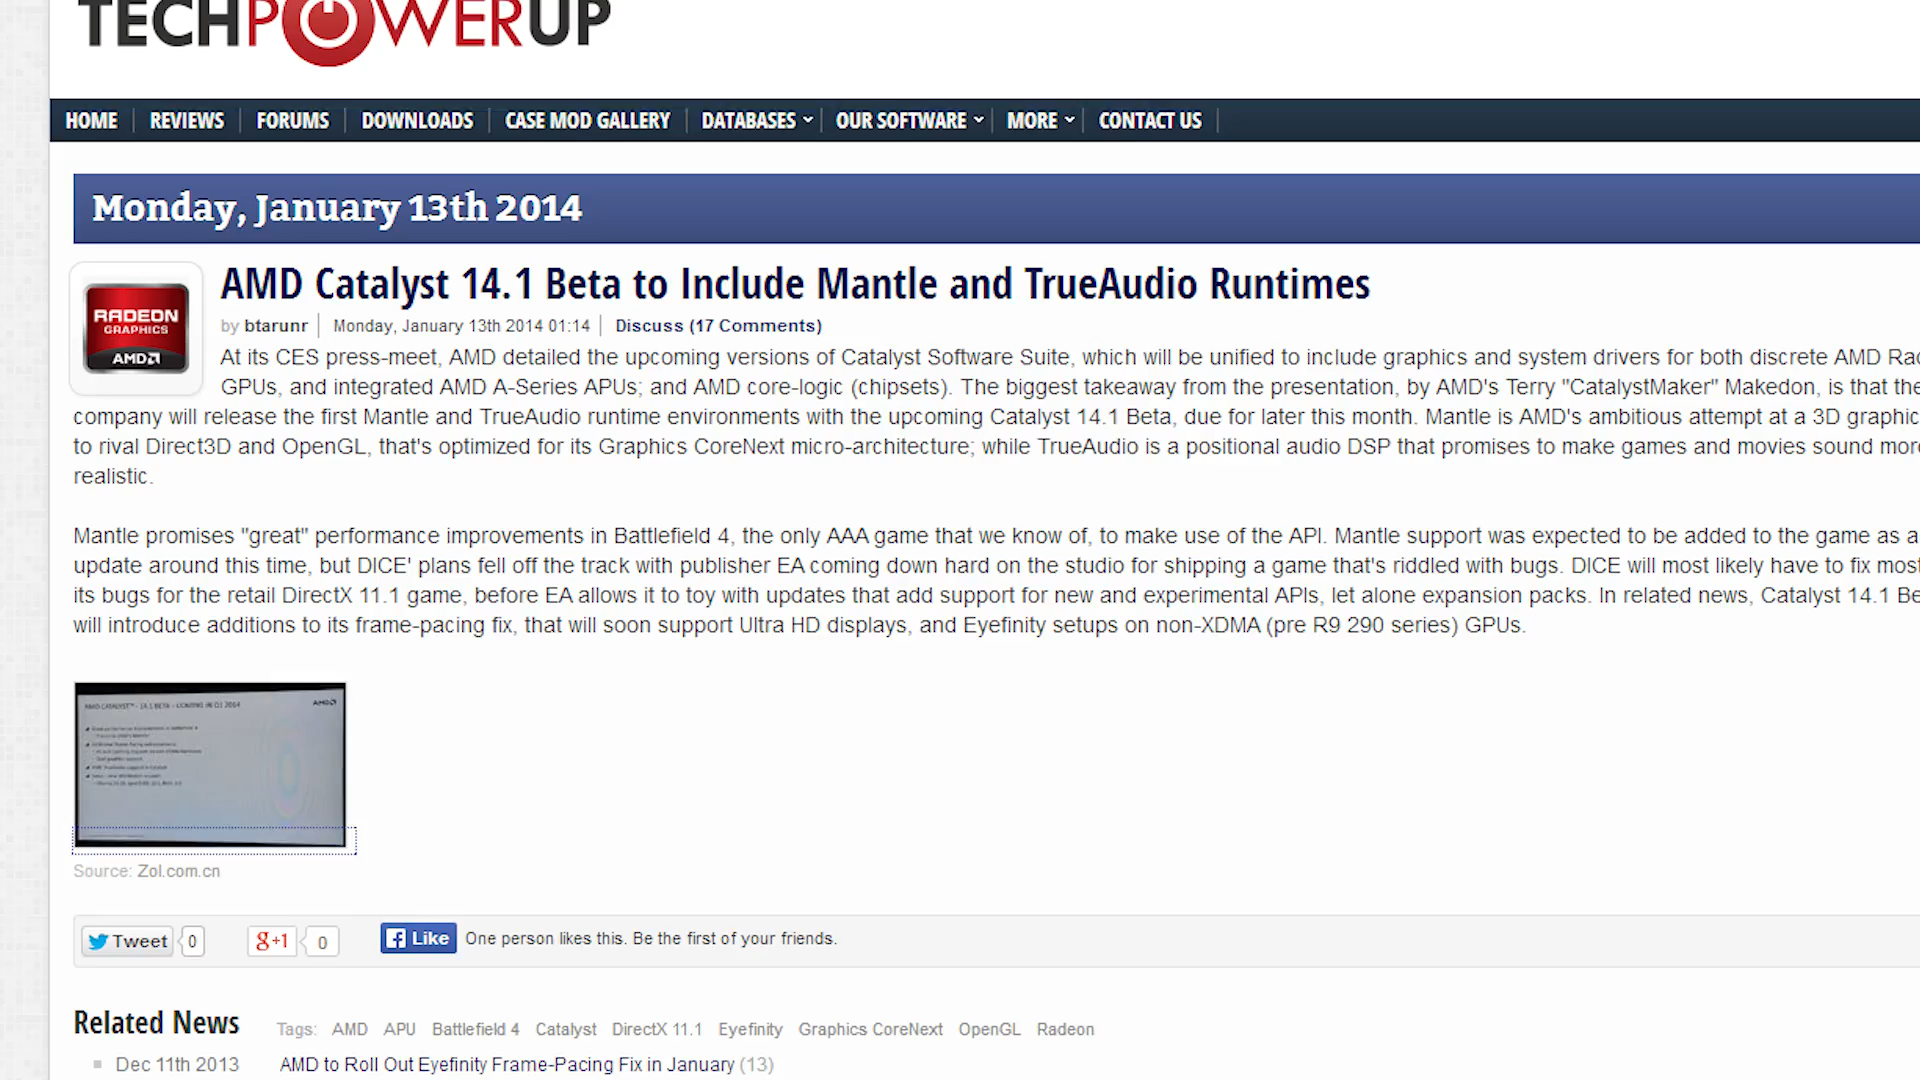 TECHPOWERUP
HOME REVIEWS FORUMS DOWNLOADS CASE MOD GALLERY DATABASES OUR SOFTWARE MORE CONTACT US
Monday, January 13th 2014
RADEON
GRAPHICS
AMD
AMD Catalyst 14.1 Beta to Include Mantle and TrueAudio Runtimes
by btarunr Monday, January 13th 2014 01:14 Discuss (17 Comments)
At its CES press-meet, AMD detailed the upcoming versions of Catalyst Software Suite, which will be unified to include graphics and system drivers for both discrete AMD Rad
GPUs, and integrated AMD A-Series APUs; and AMD core-logic (chipsets). The biggest takeaway from the presentation, by AMD's Terry "CatalystMaker" Makedon, is that the
company will release the first Mantle and TrueAudio runtime environments with the upcoming Catalyst 14.1 Beta, due for later this month. Mantle is AMD's ambitious attempt at a 3D graphic
to rival Direct3D and OpenGL, that's optimized for its Graphics CoreNext micro-architecture; while TrueAudio is a positional audio DSP that promises to make games and movies sound more
realistic.
Mantle promises "great" performance improvements in Battlefield 4, the only AAA game that we know of, to make use of the API. Mantle support was expected to be added to the game as a
update around this time, but DICE' plans fell off the track with publisher EA coming down hard on the studio for shipping a game that's riddled with bugs. DICE will most likely have to fix most
its bugs for the retail DirectX 11.1 game, before EA allows it to toy with updates that add support for new and experimental APIs, let alone expansion packs. In related news, Catalyst 14.1 Be
will introduce additions to its frame-pacing fix, that will soon support Ultra HD displays, and Eyefinity setups on non-XDMA (pre R9 290 series) GPUs.
AMD CATALYST™ - 14.1 BETA - COMING IN Q1 2014 AMD
Source: Zol.com.cn
Tweet 0 g+1 0 Like One person likes this. Be the first of your friends.
Related News Tags: AMD APU Battlefield 4 Catalyst DirectX 11.1 Eyefinity Graphics CoreNext OpenGL Radeon
Dec 11th 2013 AMD to Roll Out Eyefinity Frame-Pacing Fix in January (13)